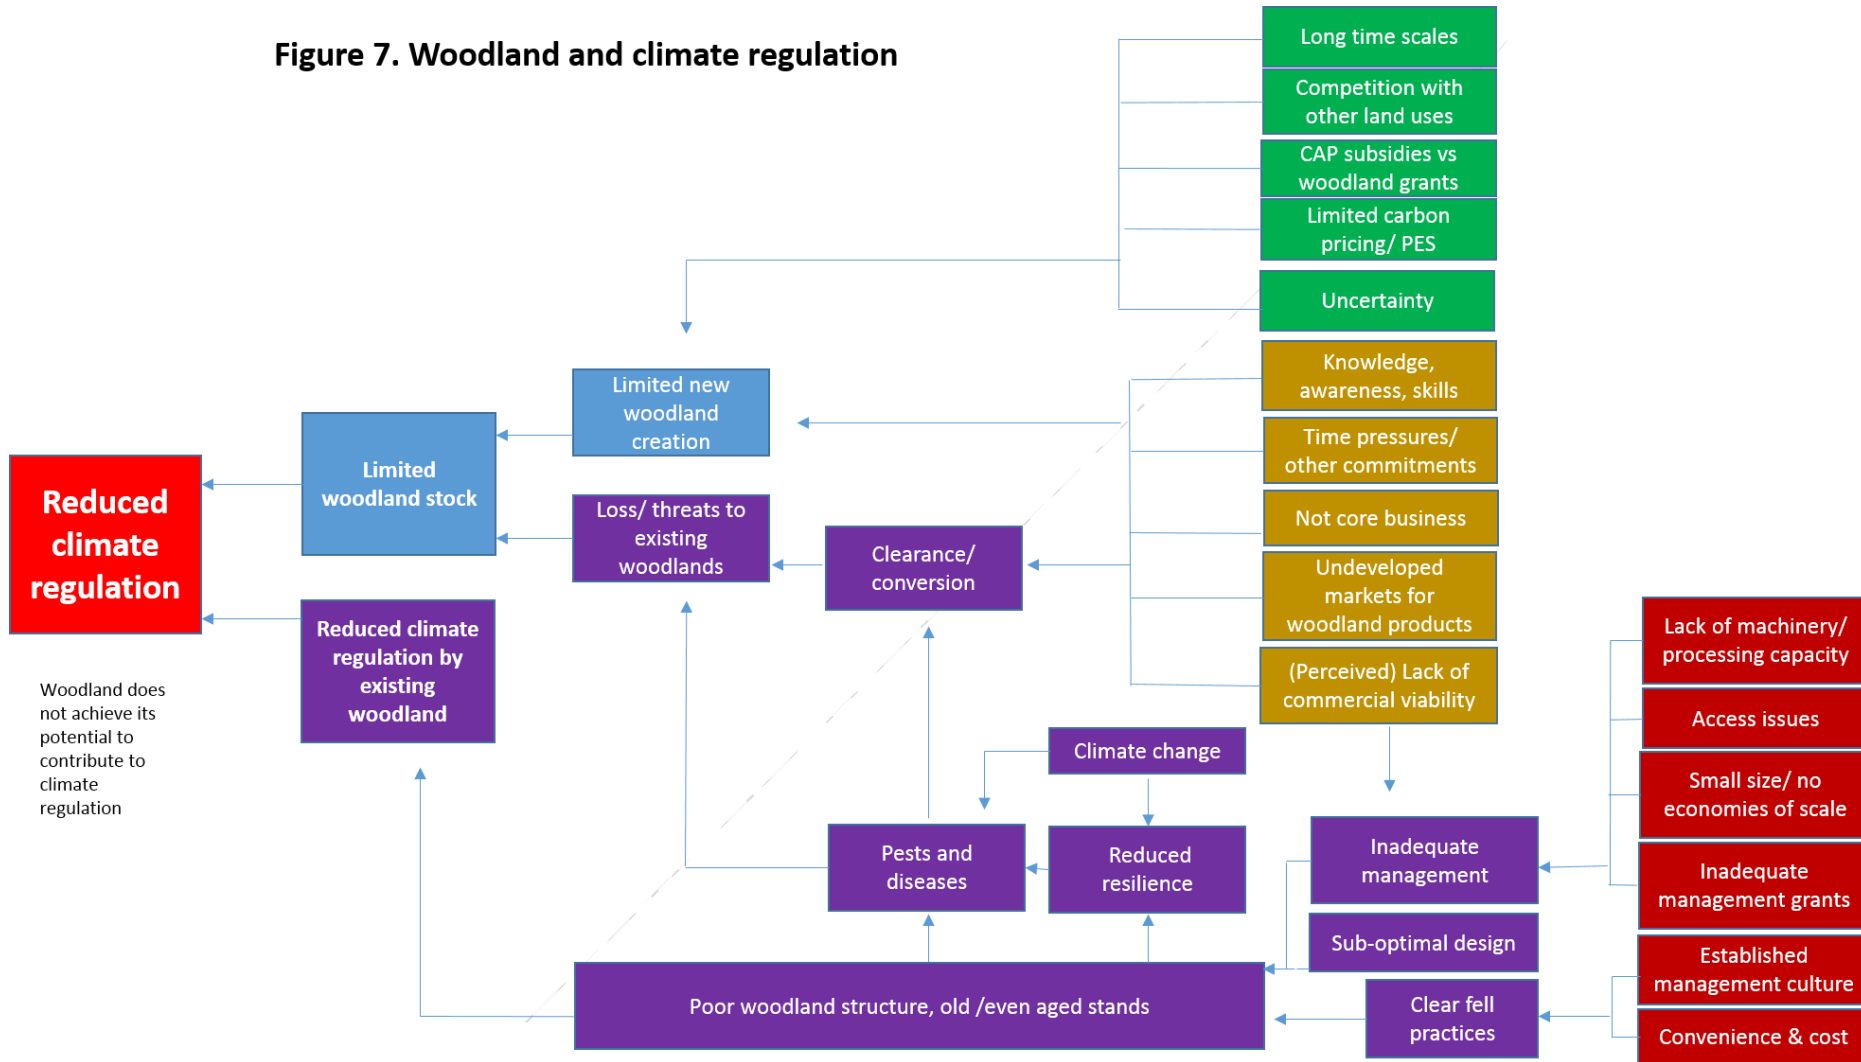 Figure 7. Woodland and climate regulation
Long time scales
Competition with
other land uses
CAP subsidies vs
woodland grants
Limited carbon
pricing/ PES
Uncertainty
Knowledge,
awareness, skills
Time pressures/
other commitments
Not core business
Undeveloped
markets for
woodland products
(Perceived) Lack of
commercial viability
Limited new
woodland
creation
Limited
woodland stock
Reduced
climate
regulation
Loss/ threats to
existing
woodlands
Clearance/
conversion
Reduced climate
regulation by
existing
woodland
Woodland does
not achieve its
potential to
contribute to
climate
regulation
Climate change
Pests and
diseases
Reduced
resilience
Inadequate
management
Sub-optimal design
Poor woodland structure, old /even aged stands
Clear fell
practices
Lack of machinery/
processing capacity
Access issues
Small size/ no
economies of scale
Inadequate
management grants
Established
management culture
Convenience & cost